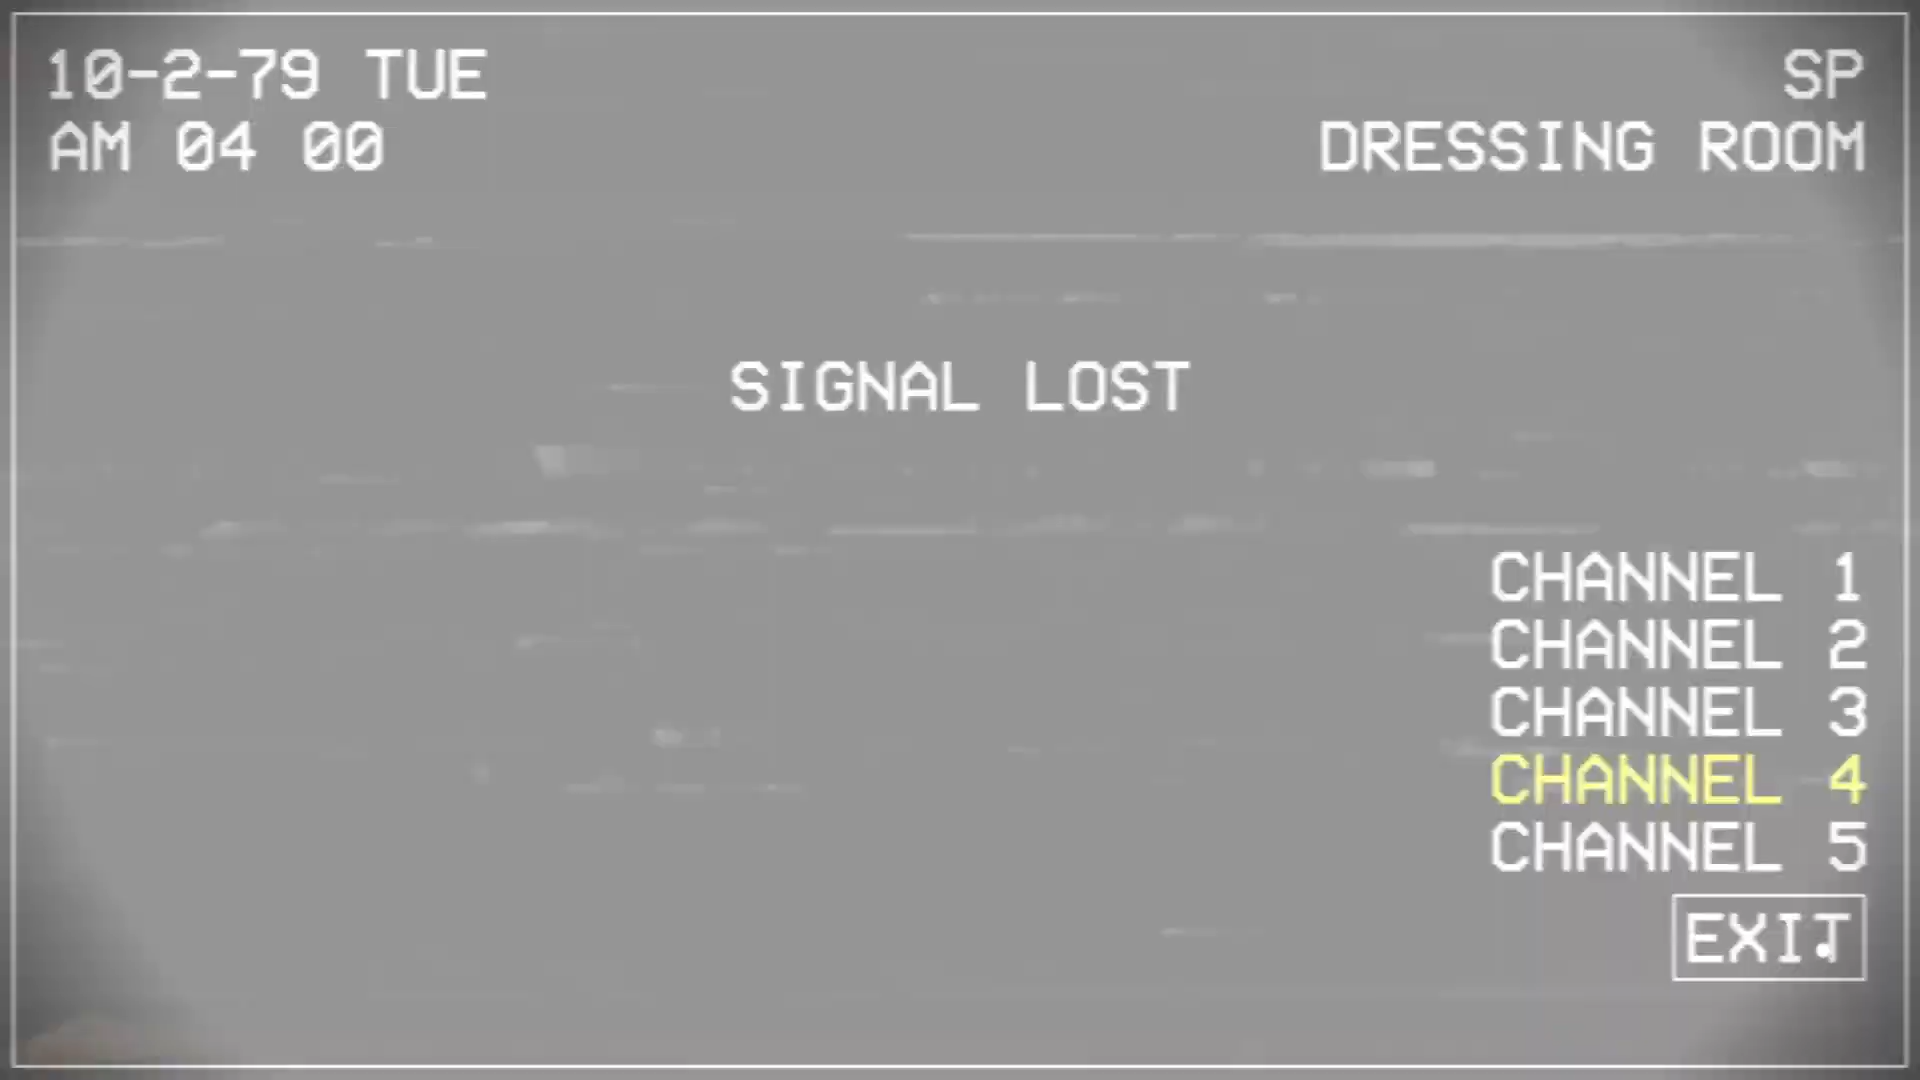 10-2-79 TUE
AM 04 00
SP
DRESSING ROOM
SIGNAL LOST
CHANNEL 1
CHANNEL 2
CHANNEL 3
CHANNEL 4
CHANNEL 5
EXIT